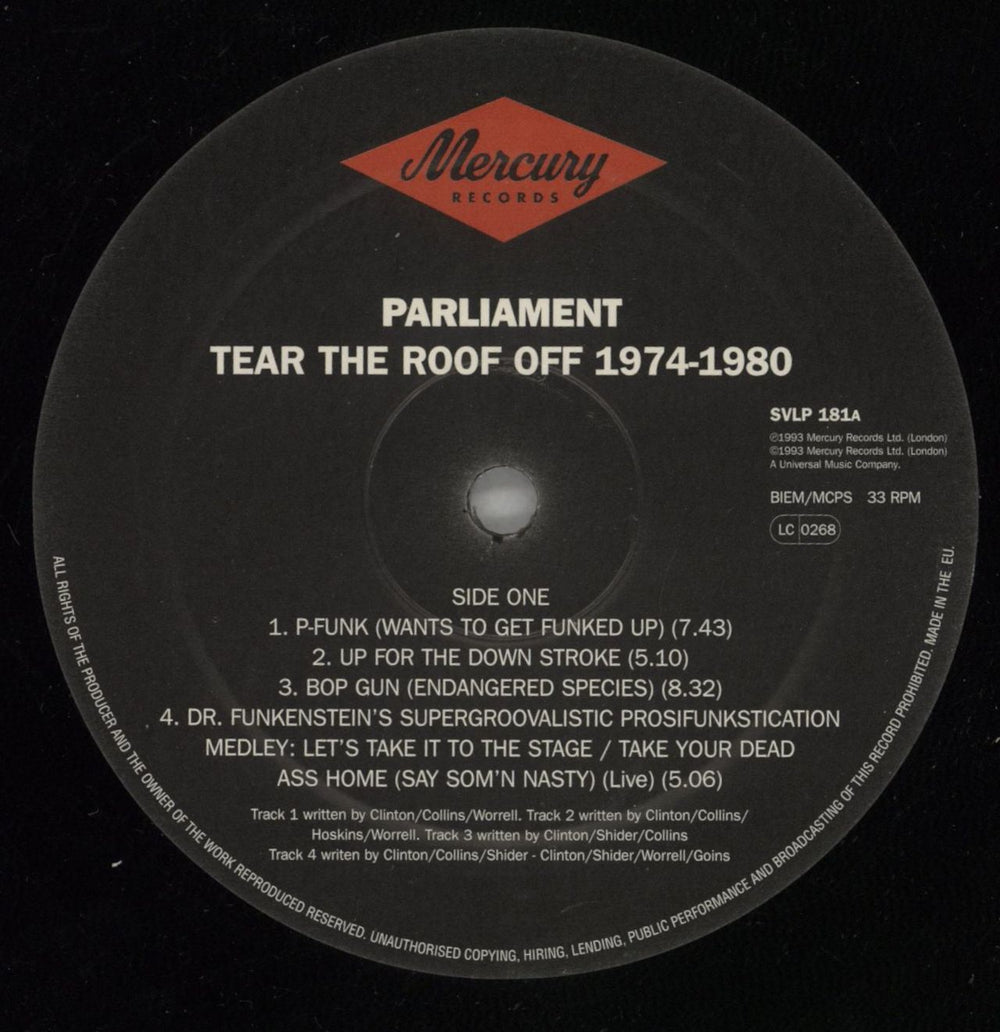 Mercury
RECORDS
PARLIAMENT
TEAR THE ROOF OFF 1974-1980
SVLP 181A
℗1993 Mercury Records Ltd. (London)
©1993 Mercury Records Ltd. (London)
A Universal Music Company.
BIEM/MCPS 33 RPM
LC 0268
SIDE ONE
1. P-FUNK (WANTS TO GET FUNKED UP) (7.43)
2. UP FOR THE DOWN STROKE (5.10)
3. BOP GUN (ENDANGERED SPECIES) (8.32)
4. DR. FUNKENSTEIN'S SUPERGROOVALISTIC PROSIFUNKSTICATION
MEDLEY: LET'S TAKE IT TO THE STAGE / TAKE YOUR DEAD
ASS HOME (SAY SOM'N NASTY) (Live) (5.06)
Track 1 written by Clinton/Collins/Worrell. Track 2 written by Clinton/Collins/
Hoskins/Worrell. Track 3 written by Clinton/Shider/Collins
Track 4 writen by Clinton/Collins/Shider - Clinton/Shider/Worrell/Goins
ALL RIGHTS OF THE PRODUCER AND THE OWNER OF THE WORK REPRODUCED RESERVED. UNAUTHORISED COPYING, HIRING, LENDING, PUBLIC PERFORMANCE AND BROADCASTING OF THIS RECORD PROHIBITED. MADE IN THE EU.